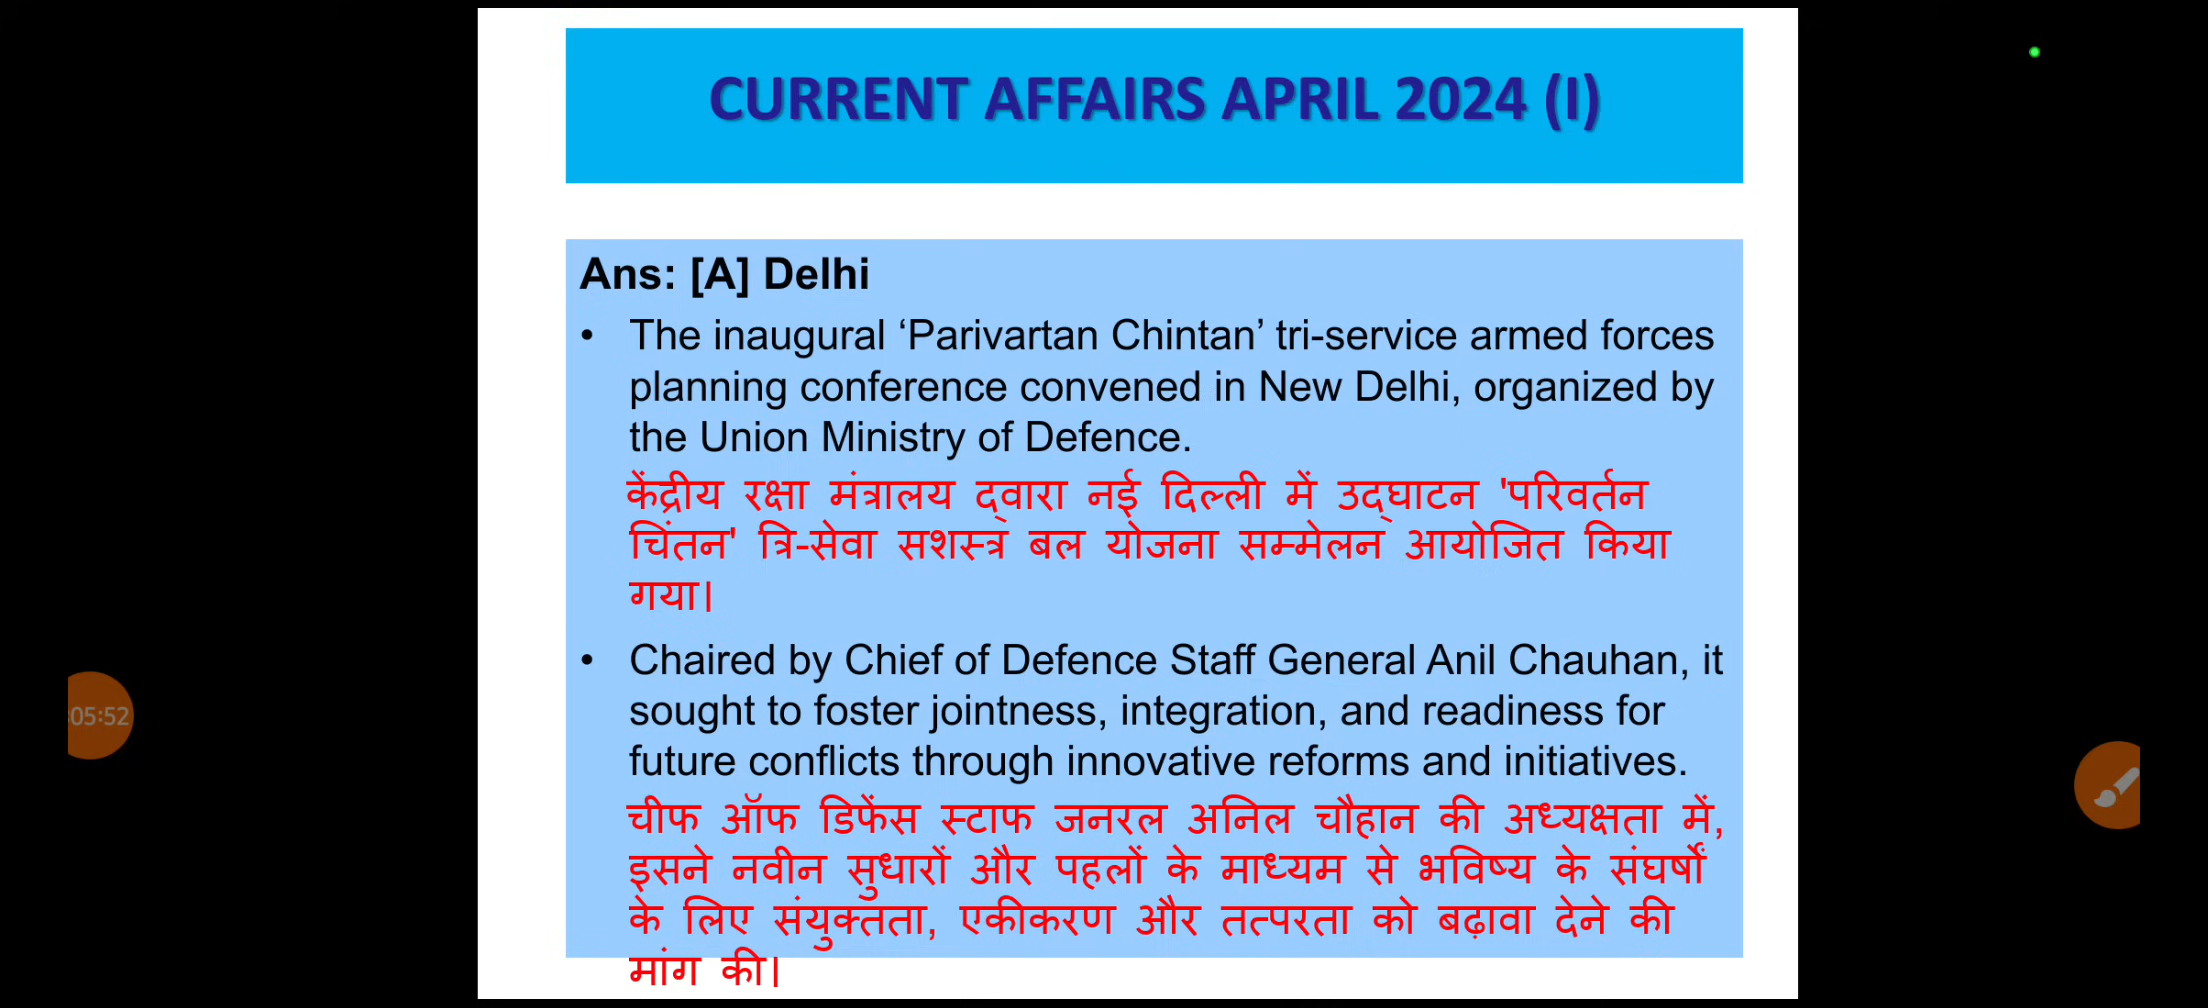 CURRENT AFFAIRS APRIL 2024 (I)
Ans: [A] Delhi
• The inaugural ‘Parivartan Chintan’ tri-service armed forces
planning conference convened in New Delhi, organized by
the Union Ministry of Defence.
केंद्रीय रक्षा मंत्रालय द्वारा नई दिल्ली में उद्घाटन 'परिवर्तन
चिंतन' त्रि-सेवा सशस्त्र बल योजना सम्मेलन आयोजित किया
गया।
• Chaired by Chief of Defence Staff General Anil Chauhan, it
sought to foster jointness, integration, and readiness for
future conflicts through innovative reforms and initiatives.
चीफ ऑफ डिफेंस स्टाफ जनरल अनिल चौहान की अध्यक्षता में,
इसने नवीन सुधारों और पहलों के माध्यम से भविष्य के संघर्षों
के लिए संयुक्तता, एकीकरण और तत्परता को बढ़ावा देने की
मांग की।
:05:52